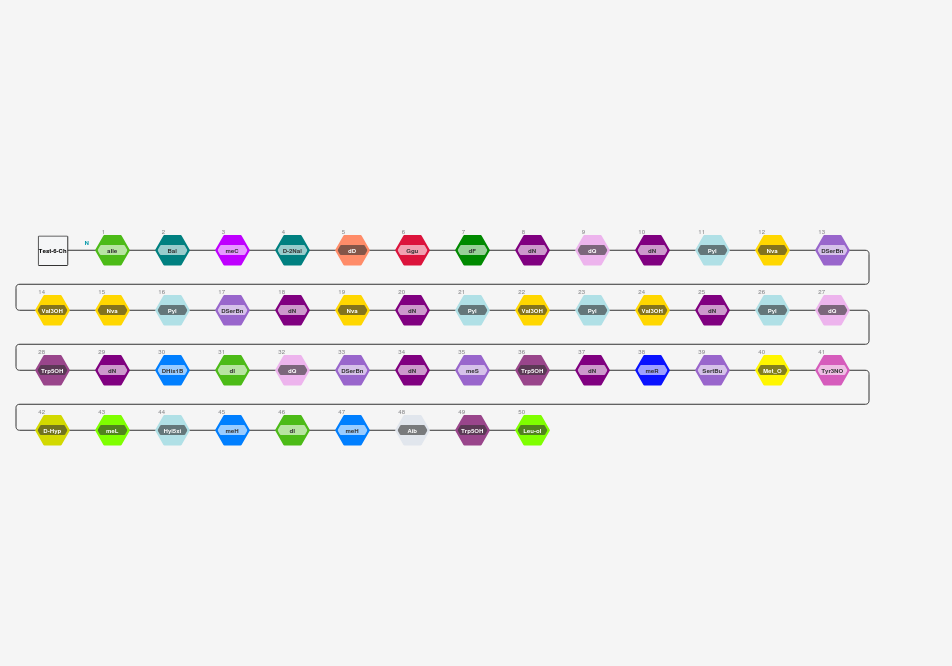 1 2 3 4 5 6 7 8 9 10 11 12 13
Test-6-Ch N aIle Bal meC D-2Nal dD Ggu dF dN dQ dN Pyl Nva DSerBn
14 15 16 17 18 19 20 21 22 23 24 25 26 27
Val3OH Nva Pyl DSerBn dN Nva dN Pyl Val3OH Pyl Val3OH dN Pyl dQ
28 29 30 31 32 33 34 35 36 37 38 39 40 41
Trp5OH dN DHis1B dI dQ DSerBn dN meS Trp5OH dN meR SertBu Met_O Tyr3NO
42 43 44 45 46 47 48 49 50
D-Hyp meL Hyl5xi meH dI meH Aib Trp5OH Leu-ol